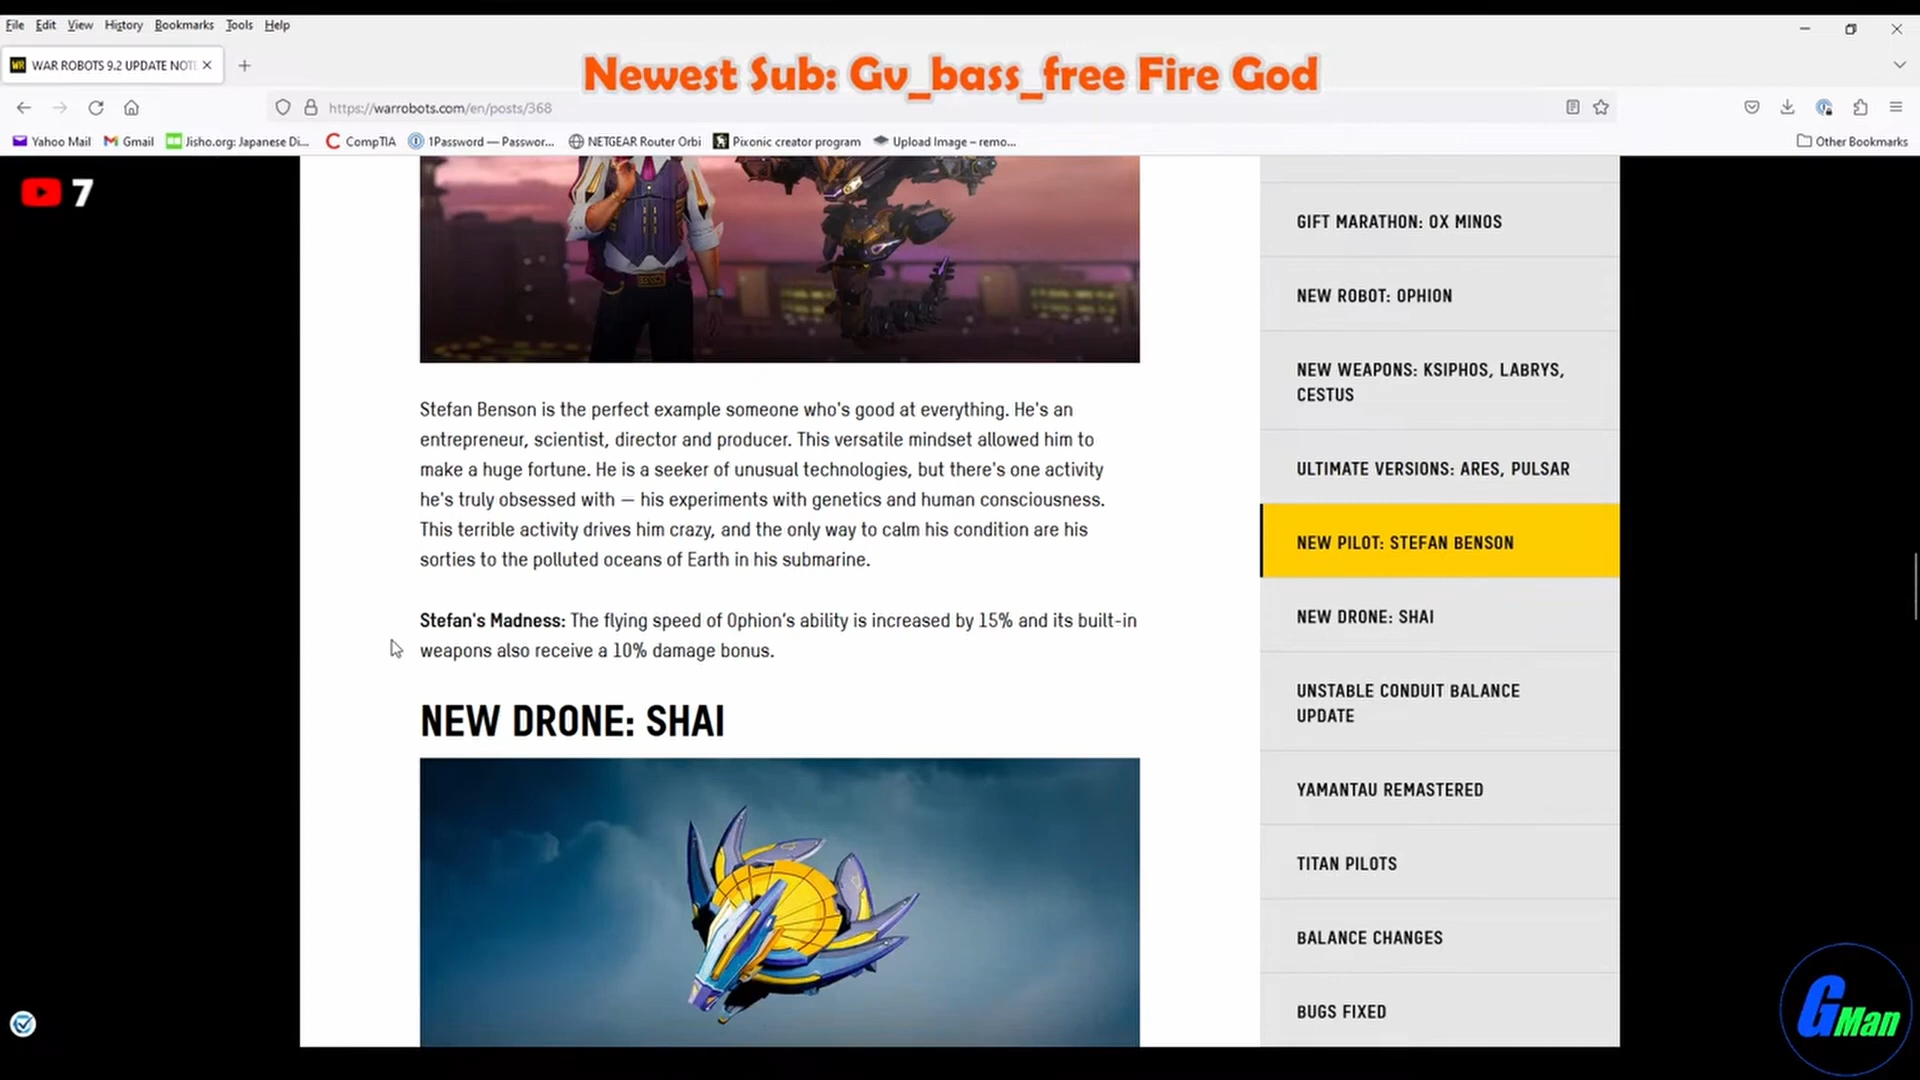 File Edit View History Bookmarks Tools Help
WR WAR ROBOTS 9.2 UPDATE NOTE
Newest Sub: Gv_bass_free Fire God
https://warrobots.com/en/posts/368
Yahoo Mail Gmail Jisho.org: Japanese Di... CompTIA 1Password — Passwor... NETGEAR Router Orbi Pixonic creator program Upload Image – remo... Other Bookmarks
7
Stefan Benson is the perfect example someone who's good at everything. He's an
entrepreneur, scientist, director and producer. This versatile mindset allowed him to
make a huge fortune. He is a seeker of unusual technologies, but there's one activity
he's truly obsessed with — his experiments with genetics and human consciousness.
This terrible activity drives him crazy, and the only way to calm his condition are his
sorties to the polluted oceans of Earth in his submarine.
Stefan's Madness: The flying speed of Ophion's ability is increased by 15% and its built-in
weapons also receive a 10% damage bonus.
NEW DRONE: SHAI
GIFT MARATHON: OX MINOS
NEW ROBOT: OPHION
NEW WEAPONS: KSIPHOS, LABRYS,
CESTUS
ULTIMATE VERSIONS: ARES, PULSAR
NEW PILOT: STEFAN BENSON
NEW DRONE: SHAI
UNSTABLE CONDUIT BALANCE
UPDATE
YAMANTAU REMASTERED
TITAN PILOTS
BALANCE CHANGES
BUGS FIXED
GMan